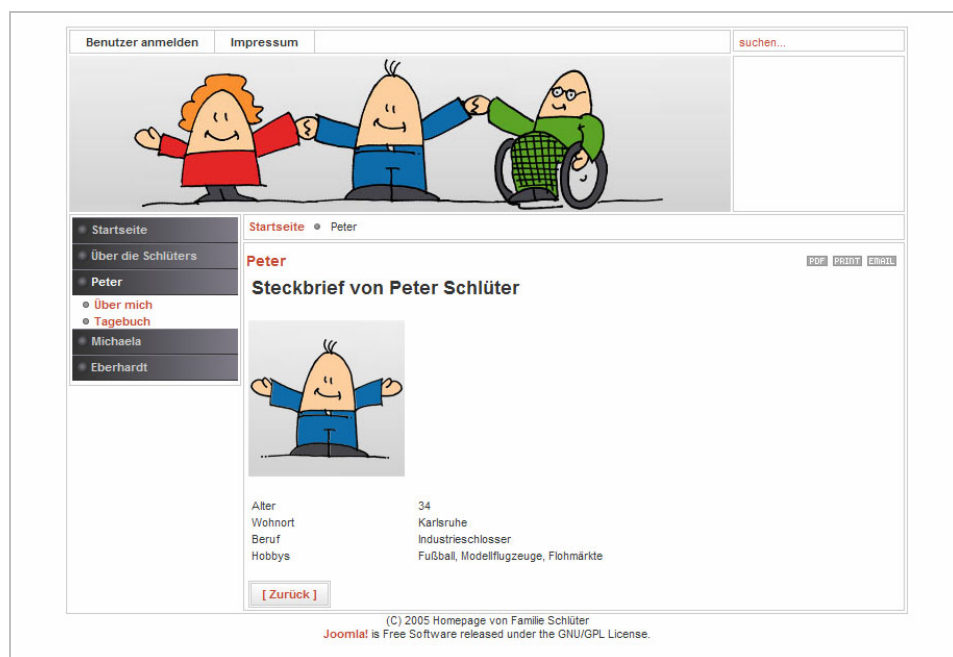 Benutzer anmelden Impressum suchen...
Startseite
Über die Schlüters
Peter
Über mich
Tagebuch
Michaela
Eberhardt
Startseite Peter
Peter PDF PRINT EMAIL
Steckbrief von Peter Schlüter
Alter 34
Wohnort Karlsruhe
Beruf Industrieschlosser
Hobbys Fußball, Modellflugzeuge, Flohmärkte
[ Zurück ]
(C) 2005 Homepage von Familie Schlüter
Joomla! is Free Software released under the GNU/GPL License.